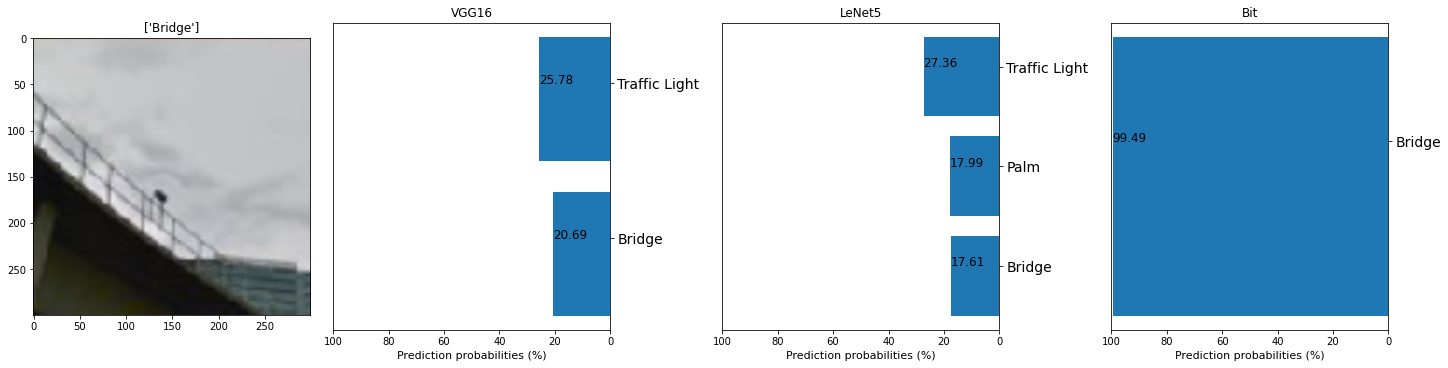 ['Bridge']
0
50
100
150
200
250
0 50 100 150 200 250
VGG16
25.78 Traffic Light
20.69 Bridge
100 80 60 40 20 0
Prediction probabilities (%)
LeNet5
27.36 Traffic Light
17.99 Palm
17.61 Bridge
100 80 60 40 20 0
Prediction probabilities (%)
Bit
99.49 Bridge
100 80 60 40 20 0
Prediction probabilities (%)